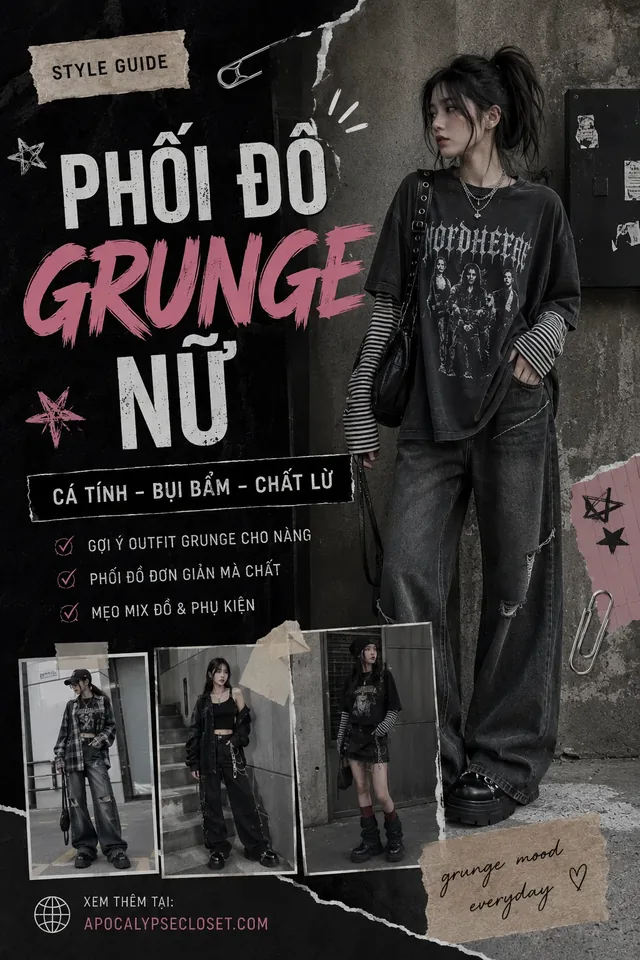 STYLE GUIDE
PHỐI ĐỒ
GRUNGE
NỮ
CÁ TÍNH – BỤI BẨM – CHẤT LỪ
GỢI Ý OUTFIT GRUNGE CHO NÀNG
PHỐI ĐỒ ĐƠN GIẢN MÀ CHẤT
MẸO MIX ĐỒ & PHỤ KIỆN
XEM THÊM TẠI:
APOCALYPSECLOSET.COM
grunge mood
everyday ♡